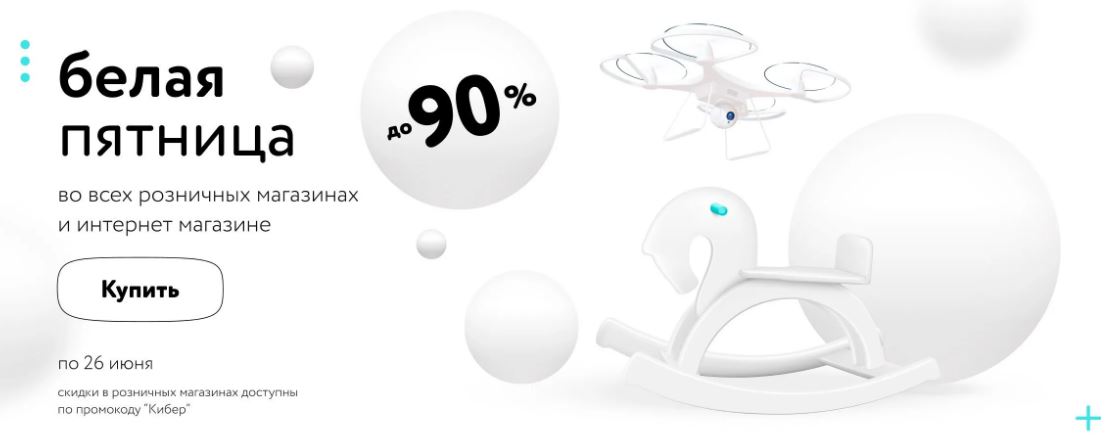 белая
пятница
до 90%
во всех розничных магазинах
и интернет магазине
Купить
по 26 июня
скидки в розничных магазинах доступны
по промокоду “Кибер”